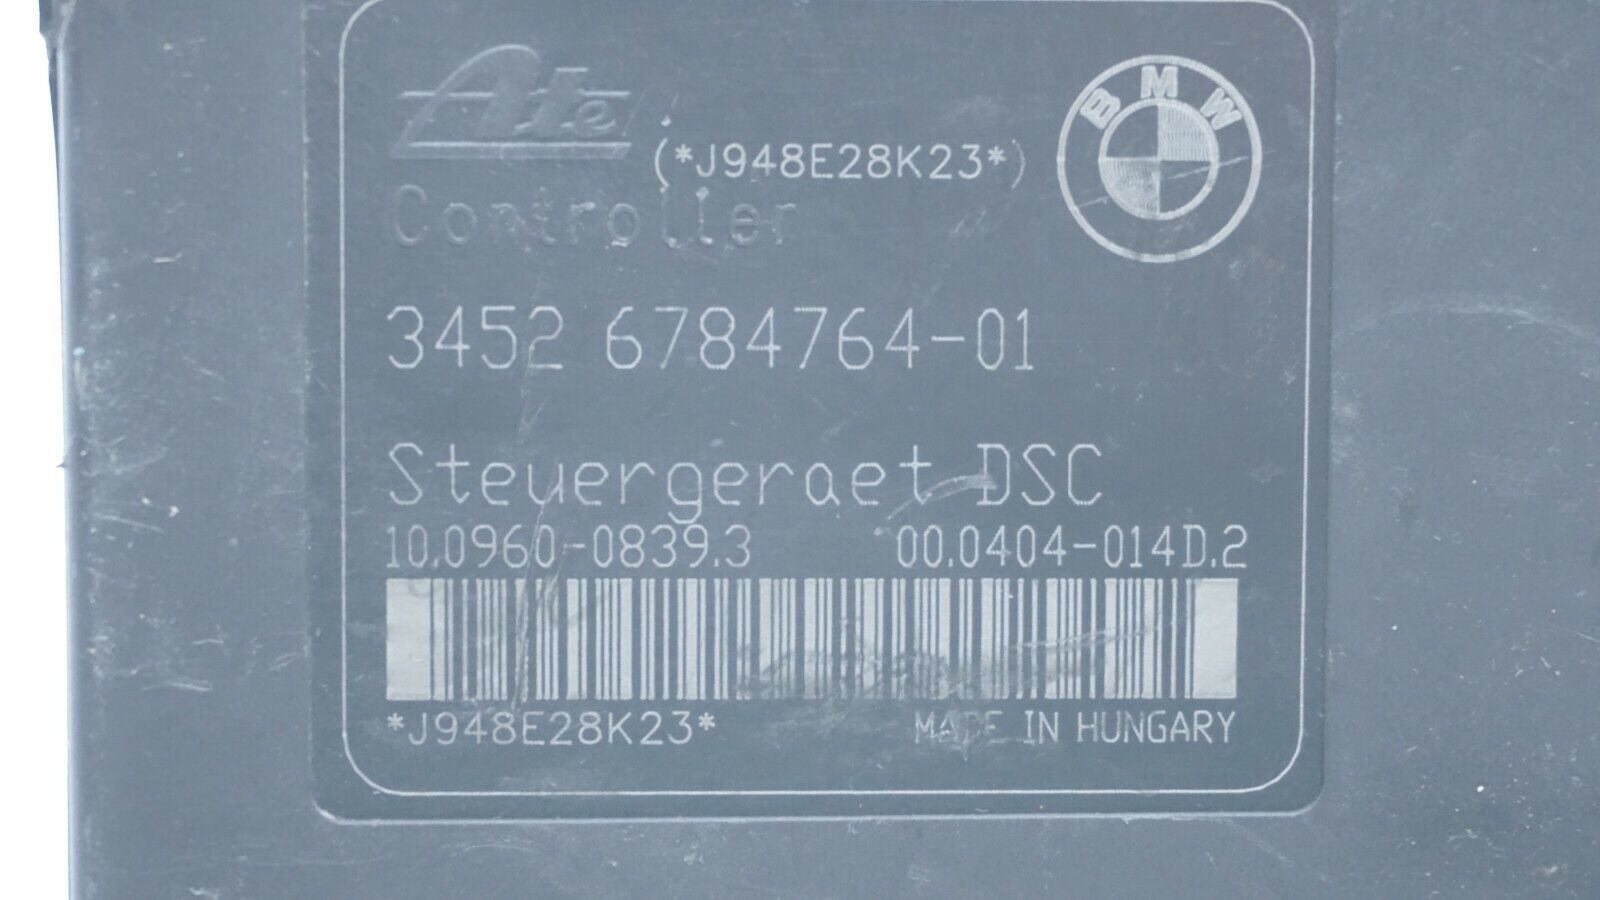 Ate
(*J948E28K23*)
BMW
Controller
3452 6784764-01
Steuergeraet DSC
10.0960-0839.3 00.0404-014D.2
*J948E28K23* MADE IN HUNGARY